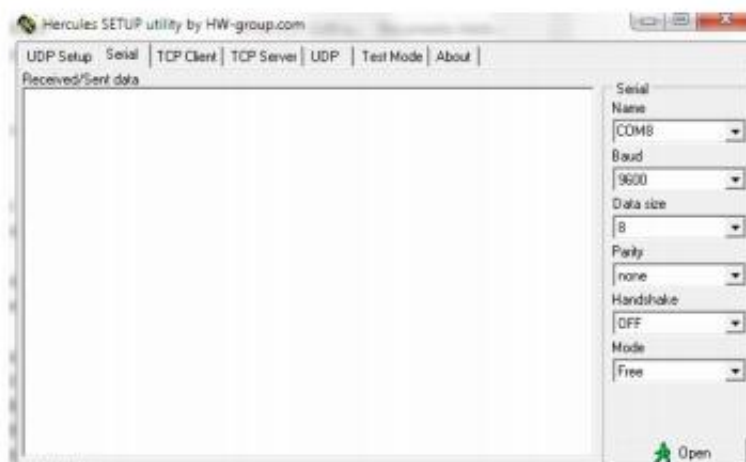 Hercules SETUP utility by HW-group.com
UDP Setup Serial TCP Client TCP Server UDP Test Mode About
Received/Sent data
Serial
Name
COM8
Baud
9600
Data size
8
Parity
none
Handshake
OFF
Mode
Free
Open